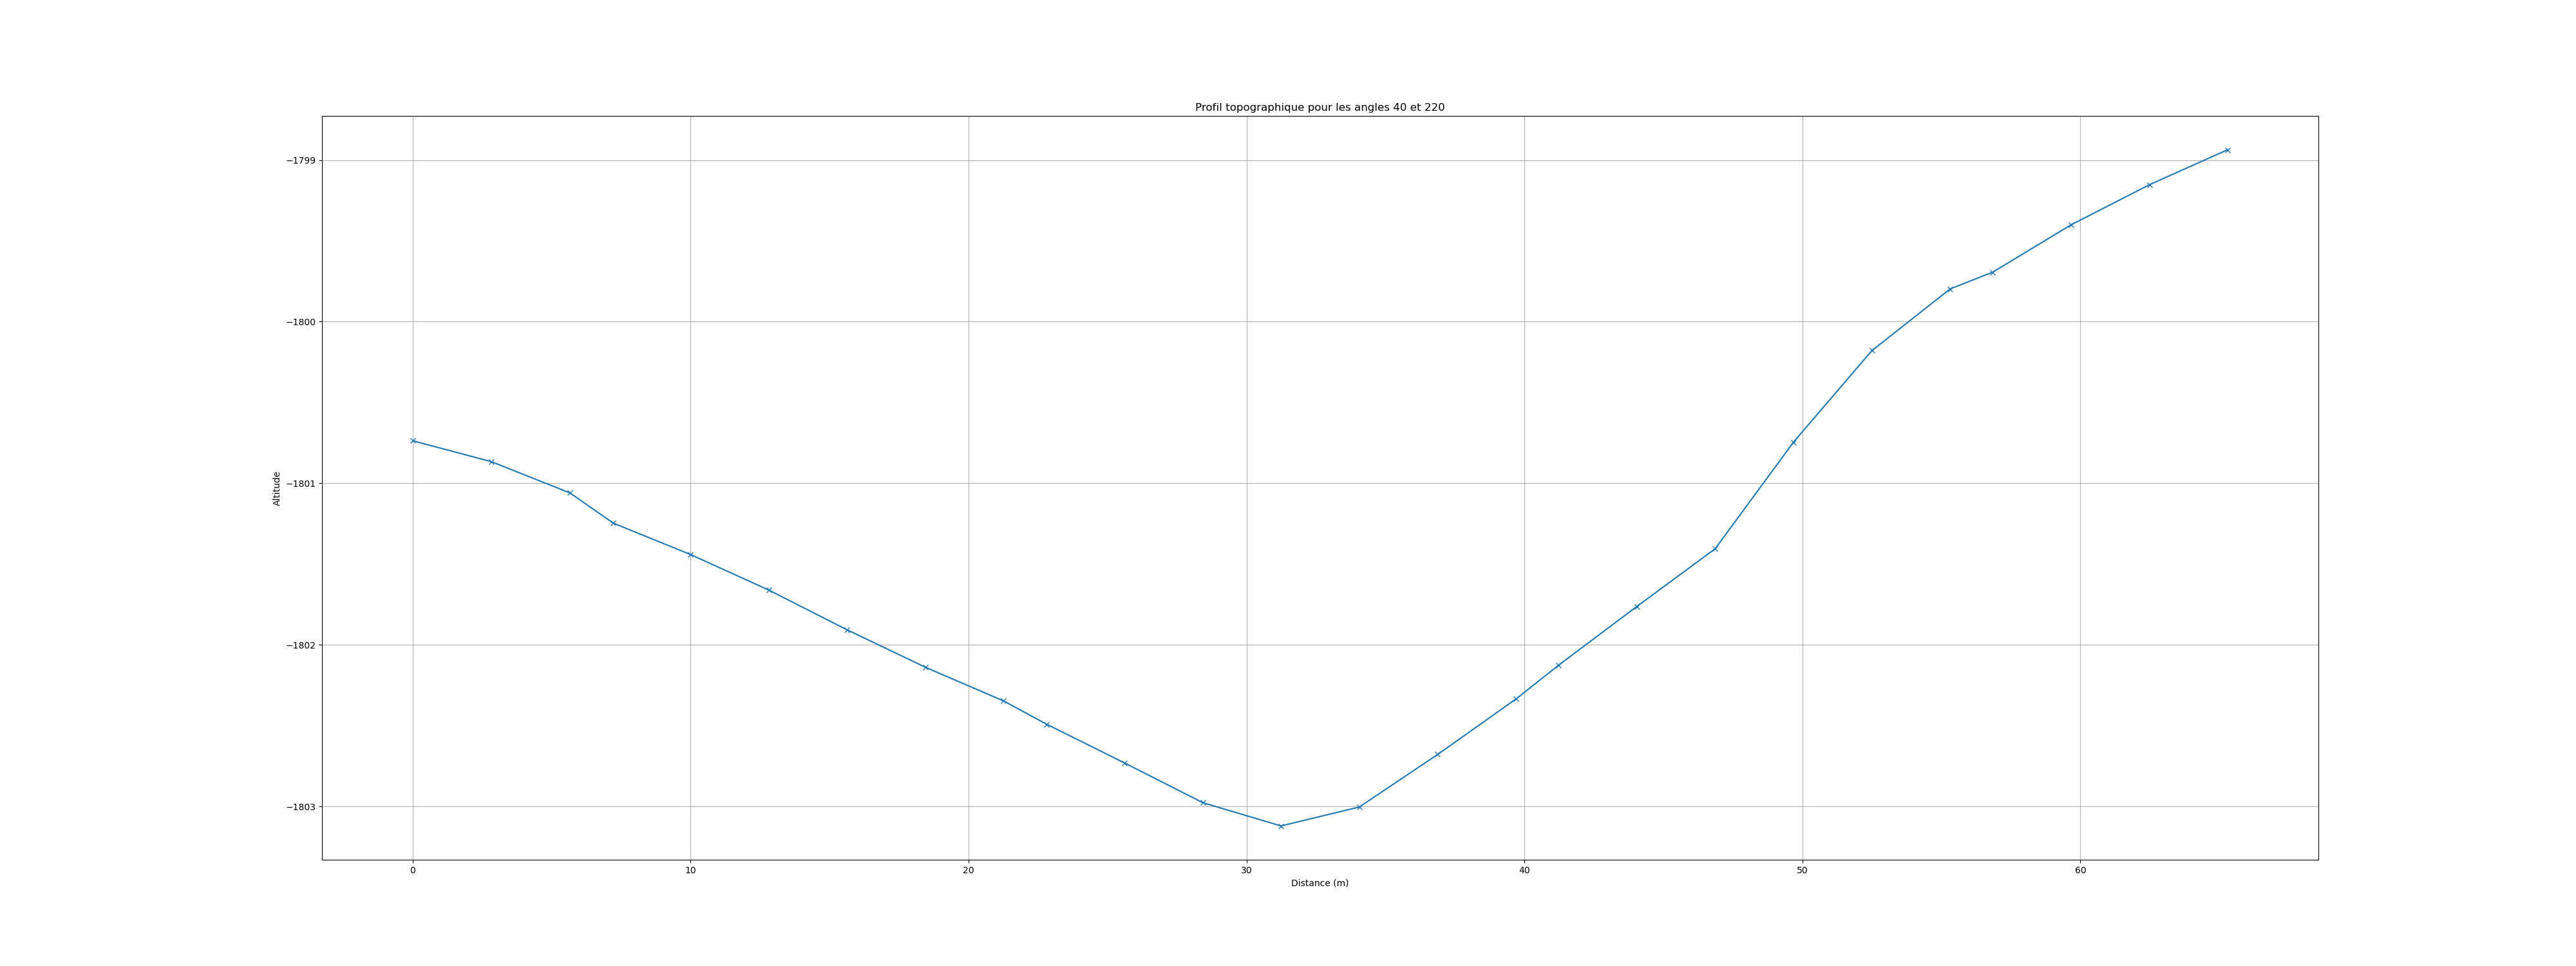 Profil topographique pour les angles 40 et 220
−1799
−1800
−1801
−1802
−1803
Altitude
0 10 20 30 40 50 60
Distance (m)